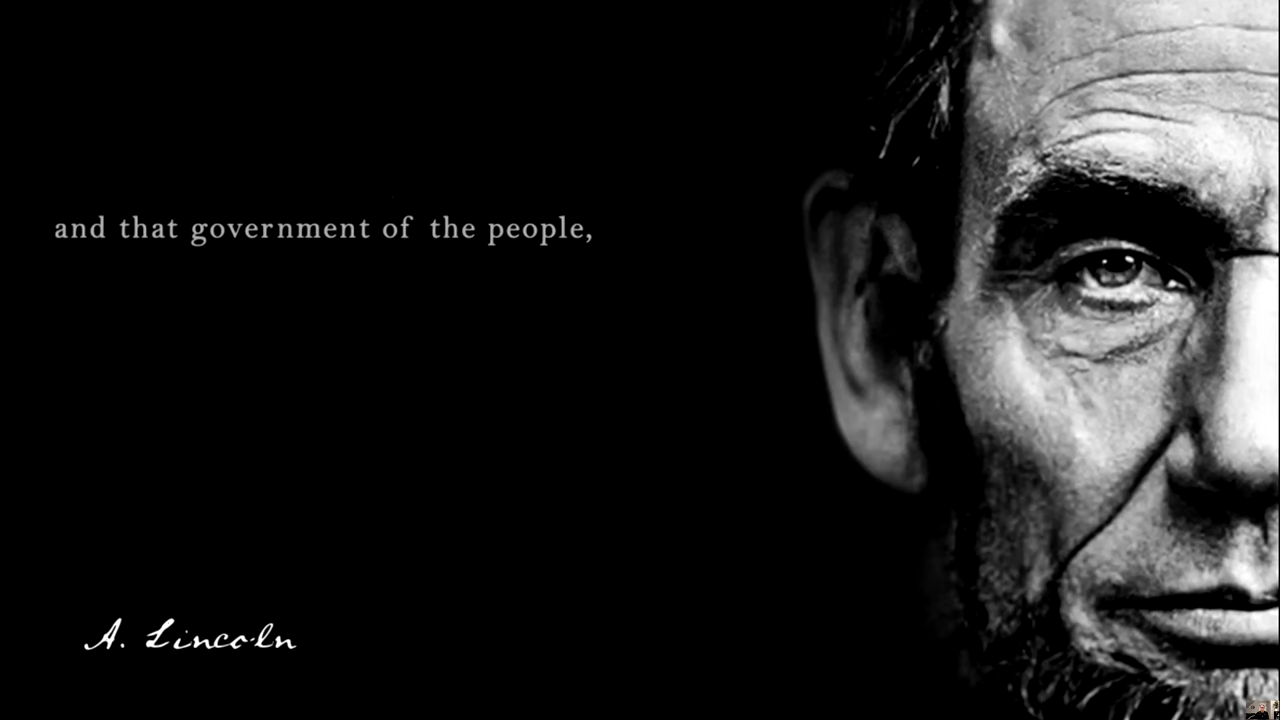 and that government of the people,
A. Lincoln